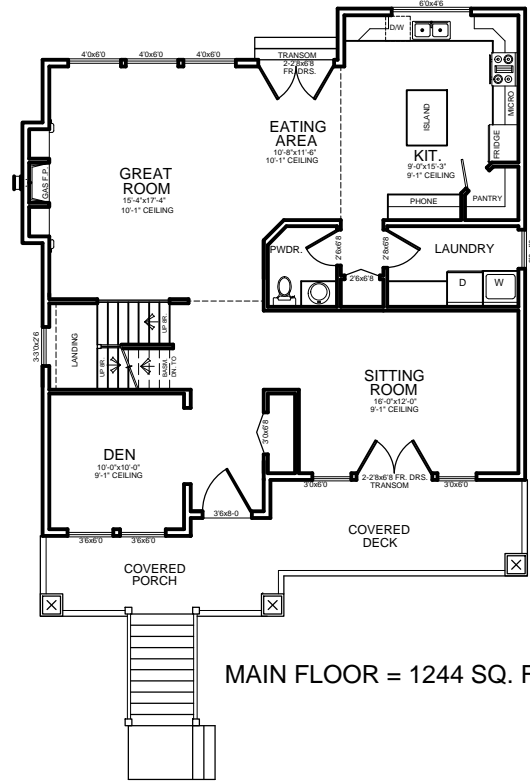 6'0x4'6
D/W
4'0x6'0
4'0x6'0
4'0x6'0
TRANSOM
2-2'8x6'8
FR. DRS.
MICRO
ISLAND
EATING
AREA
10'-8"x11'-6"
10'-1" CEILING
FRIDGE
KIT.
9'-0"x15'-3"
9'-1" CEILING
GREAT
ROOM
15'-4"x17'-4"
10'-1" CEILING
GAS F.P.
PHONE
PANTRY
PWDR.
2'6x6'8
2'8x6'8
LAUNDRY
2'6x6'8
D
W
3-3'0x2'6
LANDING
UP 8R.
UP 8R.
BASM.
DN. TO
SITTING
ROOM
16'-0"x12'-0"
9'-1" CEILING
DEN
10'-0"x10'-0"
9'-1" CEILING
3'0x6'8
3'0x6'0
2-2'8x6'8 FR. DRS.
TRANSOM
3'0x6'0
3'6x8-0
3'6x6'0
3'6x6'0
COVERED
DECK
COVERED
PORCH
MAIN FLOOR = 1244 SQ. F